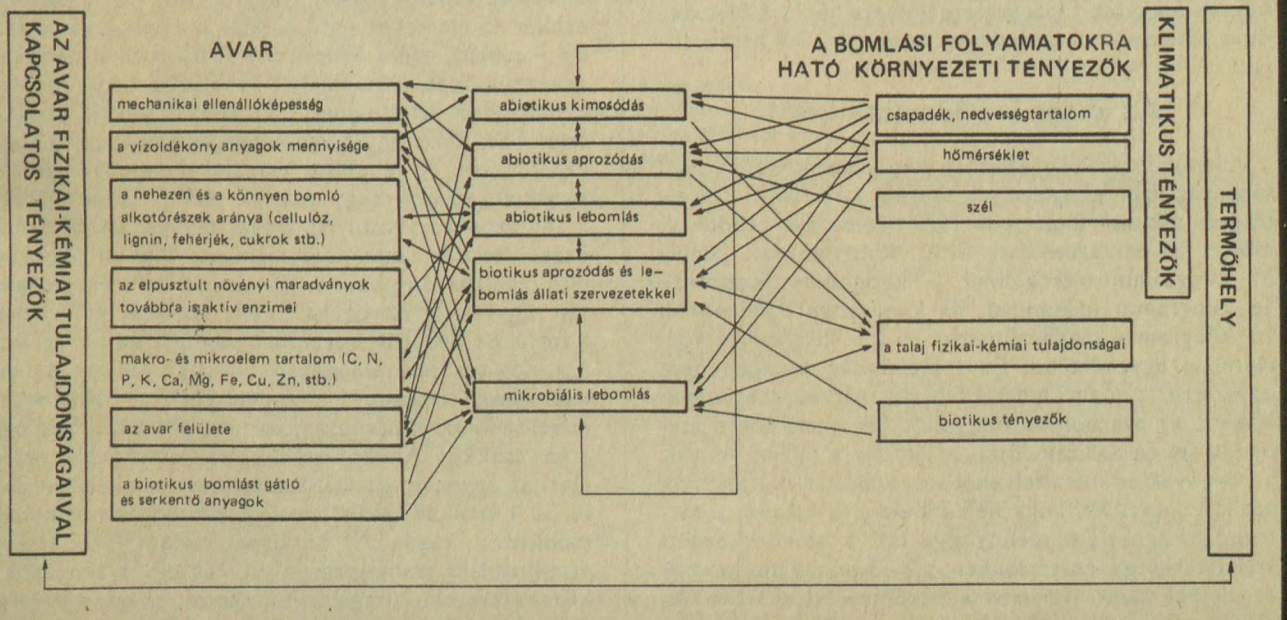 AZ AVAR FIZIKAI-KÉMIAI TULAJDONSÁGAIVAL
KAPCSOLATOS TÉNYEZŐK
AVAR
mechanikai ellenállóképesség
a vízoldékony anyagok mennyisége
a nehezen és a könnyen bomló
alkotórészek aránya (cellulóz,
lignin, fehérjék, cukrok stb.)
az elpusztult növényi maradványok
továbbra is aktív enzimei
makro- és mikroelem tartalom (C, N,
P, K, Ca, Mg, Fe, Cu, Zn, stb.)
az avar felülete
a biotikus bomlást gátló
és serkentő anyagok
abiotikus kimosódás
abiotikus aprozódás
abiotikus lebomlás
biotikus aprozódás és le-
bomlás állati szervezetekkel
mikrobiális lebomlás
A BOMLÁSI FOLYAMATOKRA
HATÓ KÖRNYEZETI TÉNYEZŐK
csapadék, nedvességtartalom
hőmérséklet
szél
a talaj fizikai-kémiai tulajdonságai
biotikus tényezők
KLIMATIKUS TÉNYEZŐK
TERMŐHELY